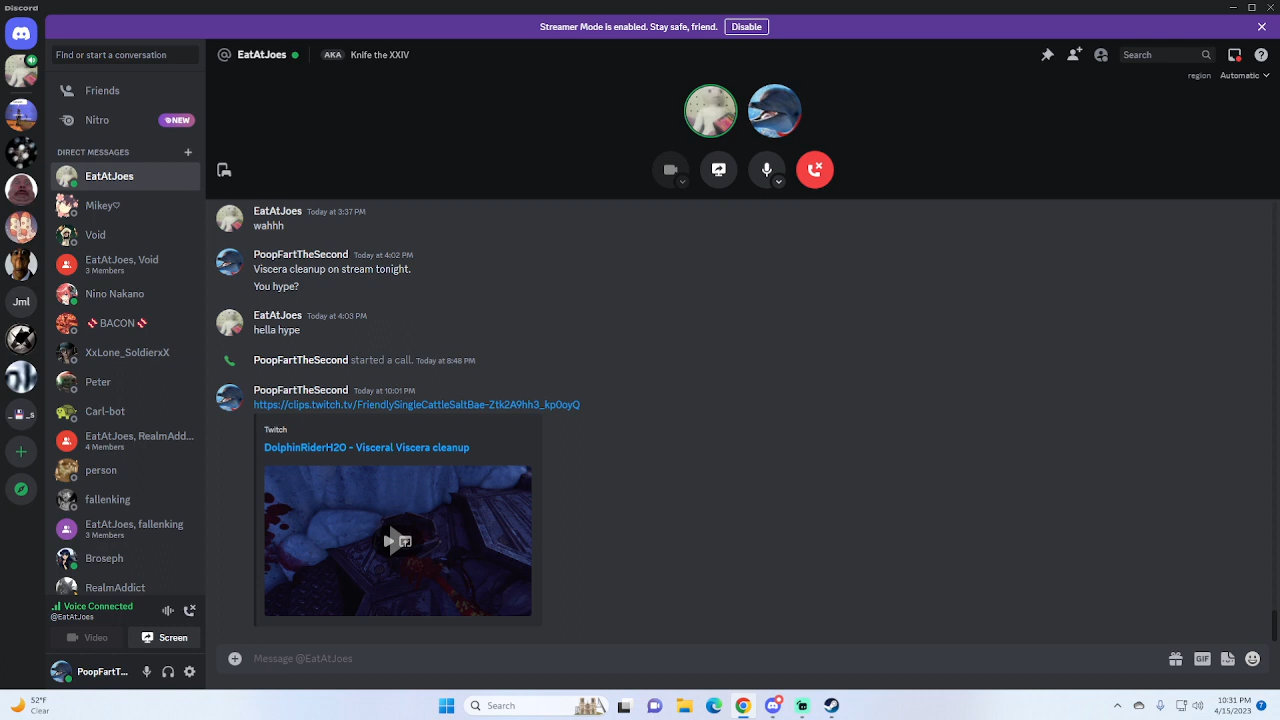 Discord
Streamer Mode is enabled. Stay safe, friend. Disable
Find or start a conversation
EatAtJoes
AKA Knife the XXIV
Search
region Automatic
Friends
Nitro NEW
DIRECT MESSAGES
EatAtJoes
Mikey♡
Void
EatAtJoes, Void
3 Members
Nino Nakano
BACON
XxLone_SoldierxX
Peter
Carl-bot
EatAtJoes, RealmAdd...
4 Members
person
fallenking
EatAtJoes, fallenking
3 Members
Broseph
RealmAddict
Jml
_💾_s
Voice Connected
@EatAtJoes
Video
Screen
PoopFart...
EatAtJoes Today at 3:37 PM
wahhh
PoopFartTheSecond Today at 4:02 PM
Viscera cleanup on stream tonight.
You hype?
EatAtJoes Today at 4:03 PM
hella hype
PoopFartTheSecond started a call. Today at 8:48 PM
PoopFartTheSecond Today at 10:01 PM
https://clips.twitch.tv/FriendlySingleCattleSaltBae-Ztk2A9hh3_kpOoyQ
Twitch
DolphinRiderH2O - Visceral Viscera cleanup
Message @EatAtJoes
GIF
52°F
Clear
Search
10:31 PM
4/15/2023
7